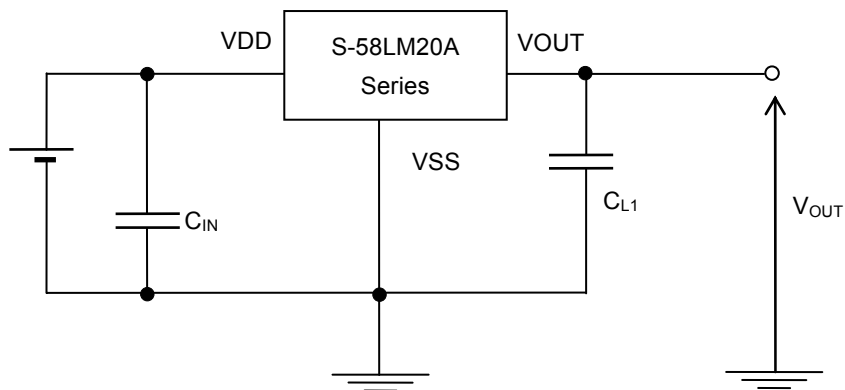 VDD
S-58LM20A
Series
VOUT
VSS
CIN
CL1
VOUT